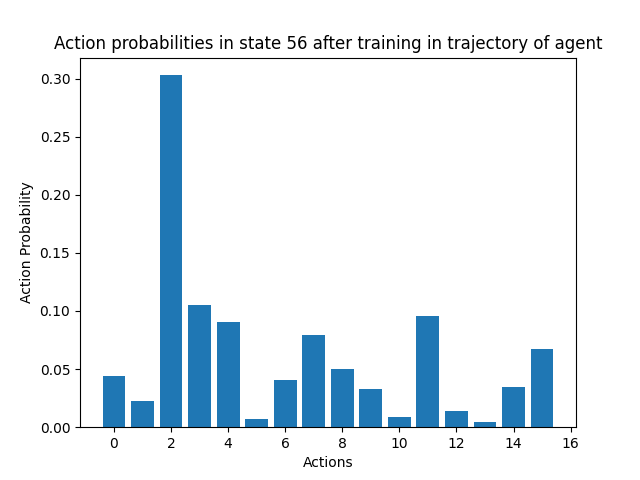 Action probabilities in state 56 after training in trajectory of agent
0.30
0.25
0.20
0.15
0.10
0.05
0.00
Action Probability
0 2 4 6 8 10 12 14 16
Actions